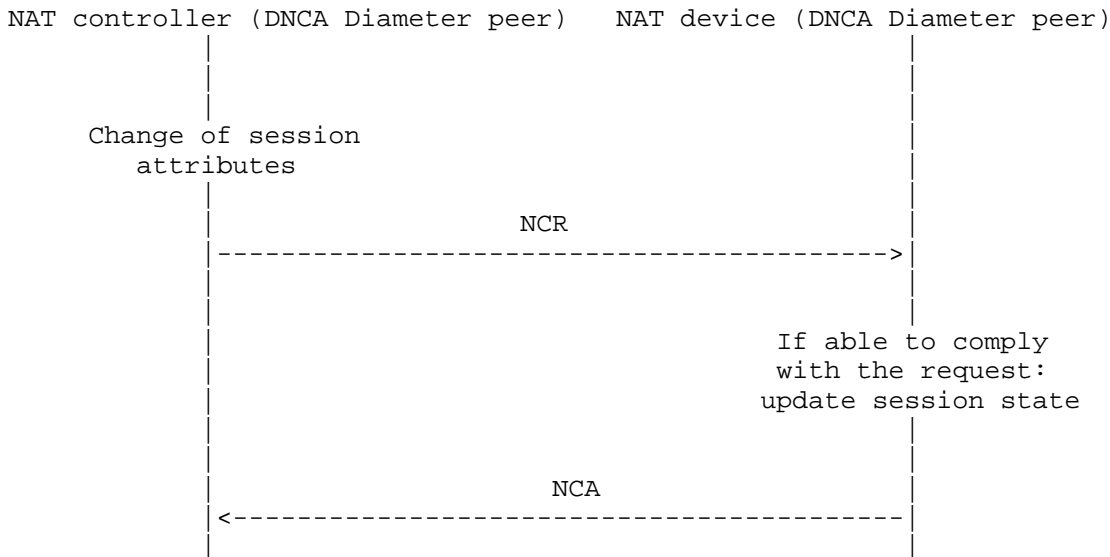 NAT controller (DNCA Diameter peer) NAT device (DNCA Diameter peer)
Change of session
attributes
NCR
If able to comply
with the request:
update session state
NCA